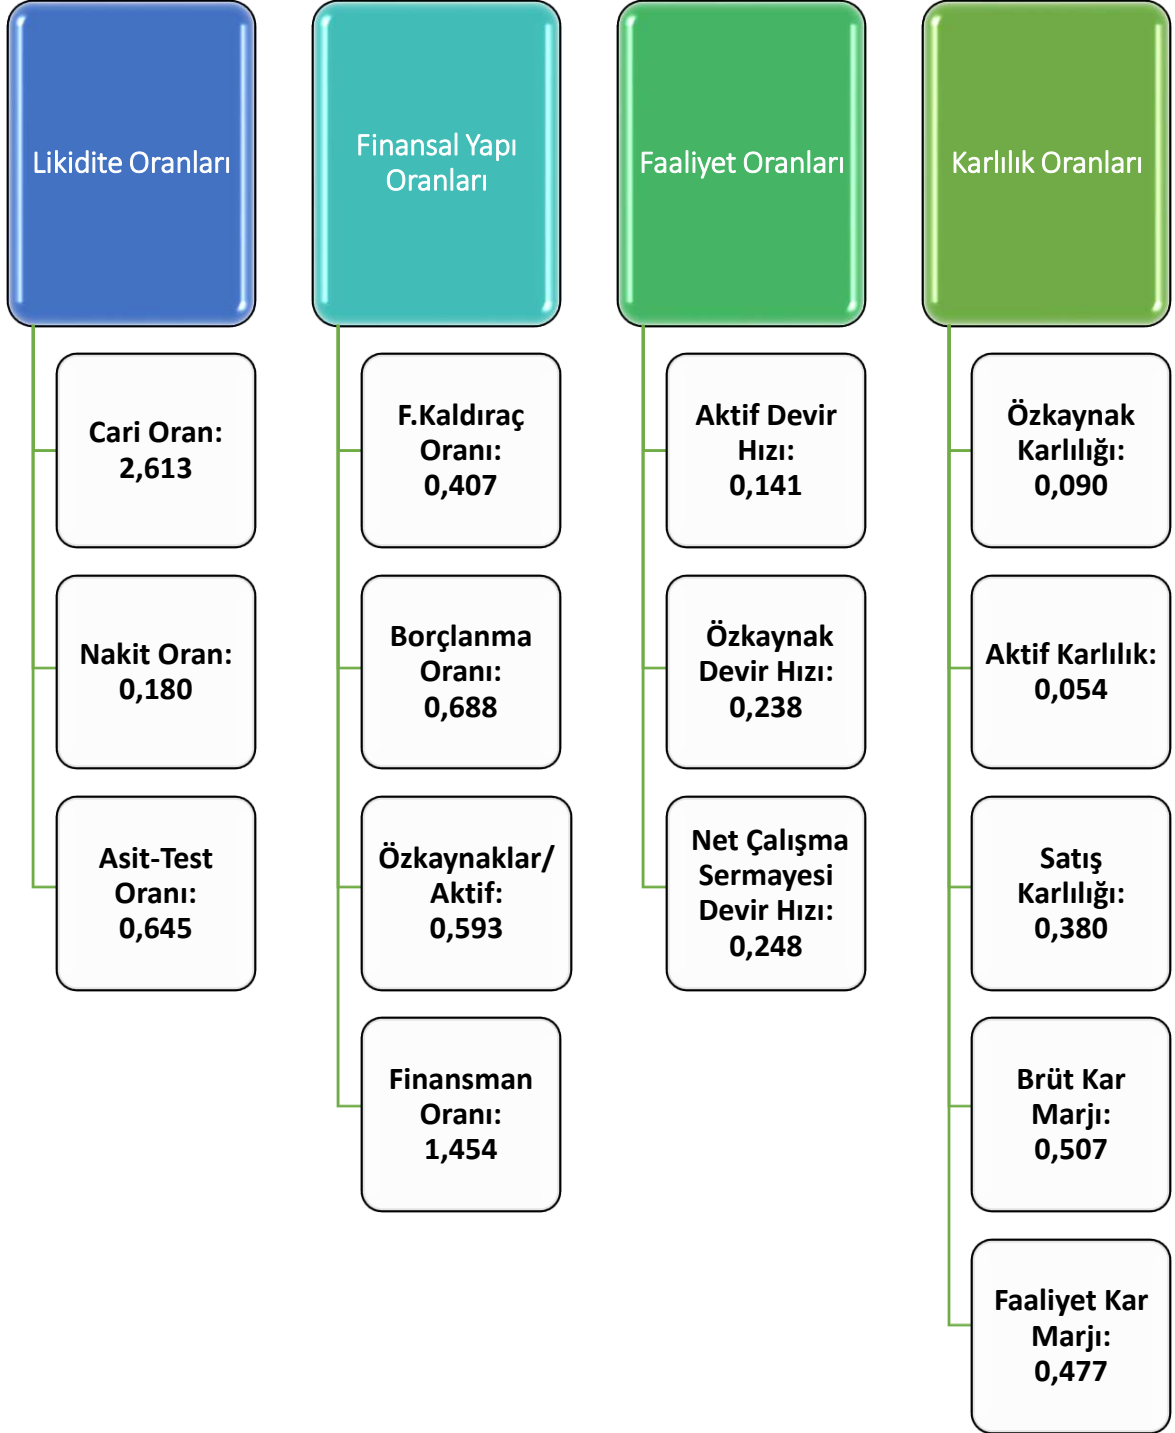 Likidite Oranları
Cari Oran:
2,613
Nakit Oran:
0,180
Asit-Test
Oranı:
0,645
Finansal Yapı
Oranları
F.Kaldıraç
Oranı:
0,407
Borçlanma
Oranı:
0,688
Özkaynaklar/
Aktif:
0,593
Finansman
Oranı:
1,454
Faaliyet Oranları
Aktif Devir
Hızı:
0,141
Özkaynak
Devir Hızı:
0,238
Net Çalışma
Sermayesi
Devir Hızı:
0,248
Karlılık Oranları
Özkaynak
Karlılığı:
0,090
Aktif Karlılık:
0,054
Satış
Karlılığı:
0,380
Brüt Kar
Marjı:
0,507
Faaliyet Kar
Marjı:
0,477